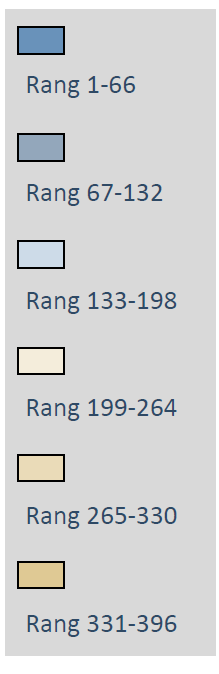 Rang 1-66
Rang 67-132
Rang 133-198
Rang 199-264
Rang 265-330
Rang 331-396